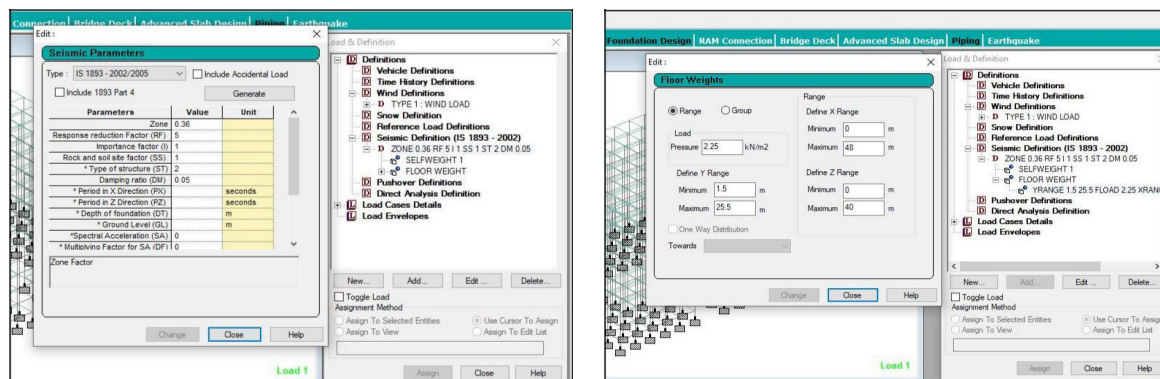 Connection | Bridge Deck | Advanced Slab Design | Piping | Earthquake
Edit :
Seismic Parameters
Type : IS 1893 - 2002/2005 Include Accidental Load
Include 1893 Part 4 Generate
Parameters Value Unit
Zone 0.36
Response reduction Factor (RF) 5
Importance factor (I) 1
Rock and soil site factor (SS) 1
* Type of structure (ST) 2
Damping ratio (DM) 0.05
* Period in X Direction (PX) seconds
* Period in Z Direction (PZ) seconds
* Depth of foundation (DT) m
* Ground Level (GL) m
*Spectral Acceleration (SA) 0
* Multiplying Factor for SA (DF) 0
Zone Factor
Change Close Help
Load & Definition
Definitions
Vehicle Definitions
Time History Definitions
Wind Definitions
TYPE 1 : WIND LOAD
Snow Definition
Reference Load Definitions
Seismic Definition (IS 1893 - 2002)
ZONE 0.36 RF 5 I 1 SS 1 ST 2 DM 0.05
SELFWEIGHT 1
FLOOR WEIGHT
Pushover Definitions
Direct Analysis Definition
Load Cases Details
Load Envelopes
New... Add... Edit ... Delete...
Toggle Load
Assignment Method
Assign To Selected Entities Use Cursor To Assign
Assign To View Assign To Edit List
Assign Close Help
Load 1
Foundation Design | RAM Connection | Bridge Deck | Advanced Slab Design | Piping | Earthquake
Edit :
Floor Weights
Range Group
Load
Pressure 2.25 kN/m2
Define Y Range
Minimum 1.5 m
Maximum 25.5 m
One Way Distribution
Towards
Range
Define X Range
Minimum 0 m
Maximum 48 m
Define Z Range
Minimum 0 m
Maximum 40 m
Change Close Help
Load & Definition
Definitions
Vehicle Definitions
Time History Definitions
Wind Definitions
TYPE 1 : WIND LOAD
Snow Definition
Reference Load Definitions
Seismic Definition (IS 1893 - 2002)
ZONE 0.36 RF 5 I 1 SS 1 ST 2 DM 0.05
SELFWEIGHT 1
FLOOR WEIGHT
YRANGE 1.5 25.5 FLOAD 2.25 XRANG
Pushover Definitions
Direct Analysis Definition
Load Cases Details
Load Envelopes
New... Add... Edit ... Delete...
Toggle Load
Assignment Method
Assign To Selected Entities Use Cursor To Assig
Assign To View Assign To Edit List
Assign Close Help
Load 1